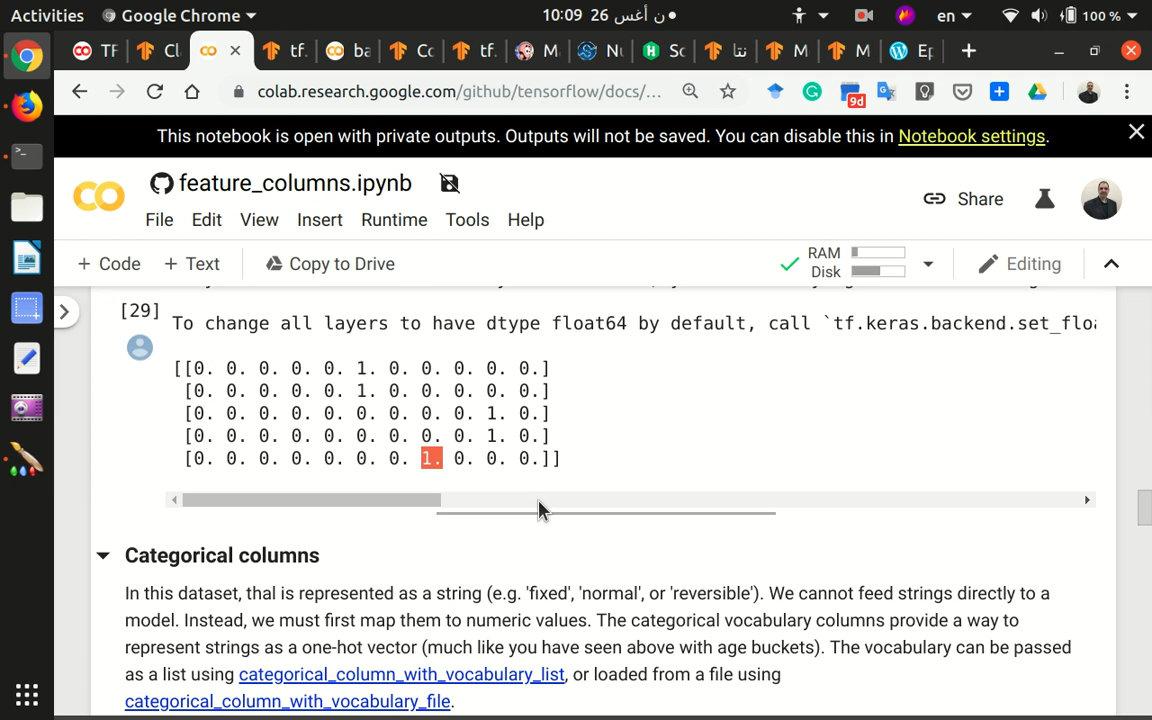 Activities Google Chrome 10:09 26 ن أغس en 100 %
TF Cl tf. ba Co tf. M Nu Sc نتا M M Ep
colab.research.google.com/github/tensorflow/docs/... 9d
This notebook is open with private outputs. Outputs will not be saved. You can disable this in Notebook settings.
feature_columns.ipynb
Share
File Edit View Insert Runtime Tools Help
+ Code + Text Copy to Drive RAM Disk Editing
[29]
To change all layers to have dtype float64 by default, call `tf.keras.backend.set_floa
[[0. 0. 0. 0. 0. 1. 0. 0. 0. 0. 0.]
[0. 0. 0. 0. 0. 1. 0. 0. 0. 0. 0.]
[0. 0. 0. 0. 0. 0. 0. 0. 0. 1. 0.]
[0. 0. 0. 0. 0. 0. 0. 0. 0. 1. 0.]
[0. 0. 0. 0. 0. 0. 0. 1. 0. 0. 0.]]
Categorical columns
In this dataset, thal is represented as a string (e.g. 'fixed', 'normal', or 'reversible'). We cannot feed strings directly to a
model. Instead, we must first map them to numeric values. The categorical vocabulary columns provide a way to
represent strings as a one-hot vector (much like you have seen above with age buckets). The vocabulary can be passed
as a list using categorical_column_with_vocabulary_list, or loaded from a file using
categorical_column_with_vocabulary_file.